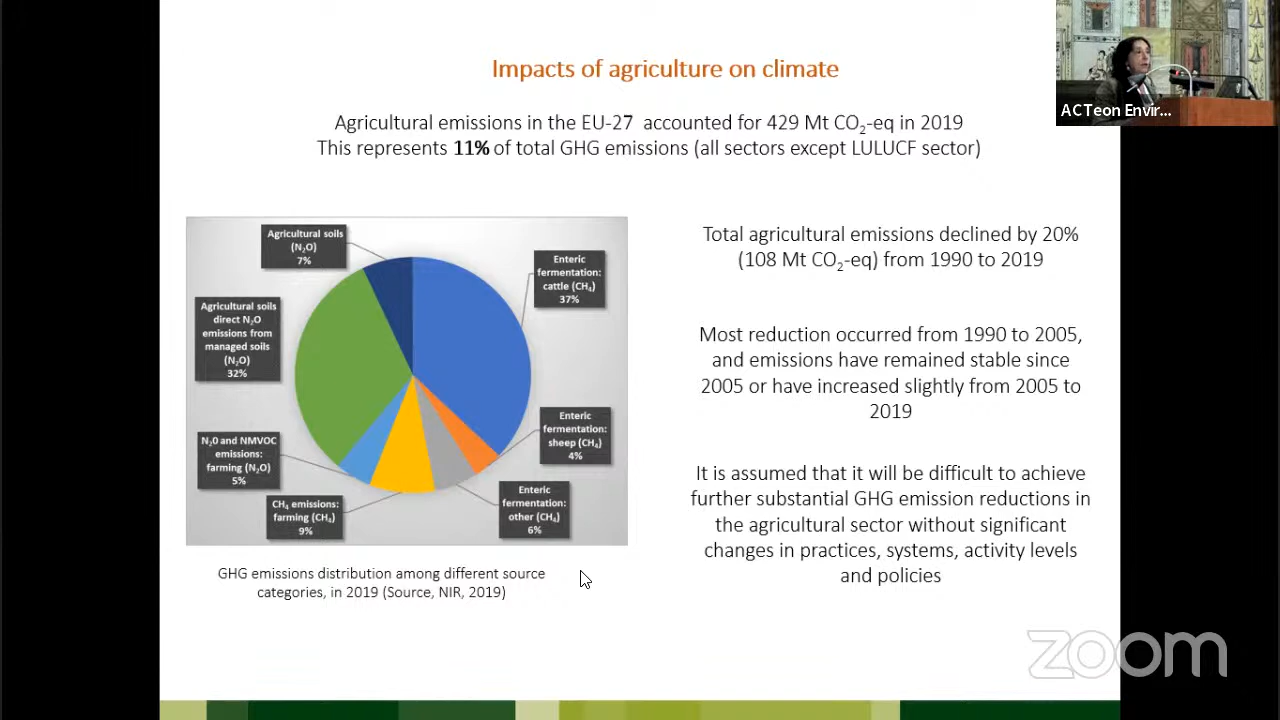 Impacts of agriculture on climate
Agricultural emissions in the EU-27 accounted for 429 Mt CO₂-eq in 2019
This represents 11% of total GHG emissions (all sectors except LULUCF sector)
ACTeon Envir...
Agricultural soils
(N₂O)
7%
Enteric
fermentation:
cattle (CH₄)
37%
Agricultural soils
direct N₂O
emissions from
managed soils
(N₂O)
32%
Enteric
fermentation:
sheep (CH₄)
4%
N₂0 and NMVOC
emissions:
farming (N₂O)
5%
Enteric
fermentation:
other (CH₄)
6%
CH₄ emissions:
farming (CH₄)
9%
GHG emissions distribution among different source
categories, in 2019 (Source, NIR, 2019)
Total agricultural emissions declined by 20%
(108 Mt CO₂-eq) from 1990 to 2019
Most reduction occurred from 1990 to 2005,
and emissions have remained stable since
2005 or have increased slightly from 2005 to
2019
It is assumed that it will be difficult to achieve
further substantial GHG emission reductions in
the agricultural sector without significant
changes in practices, systems, activity levels
and policies
zoom